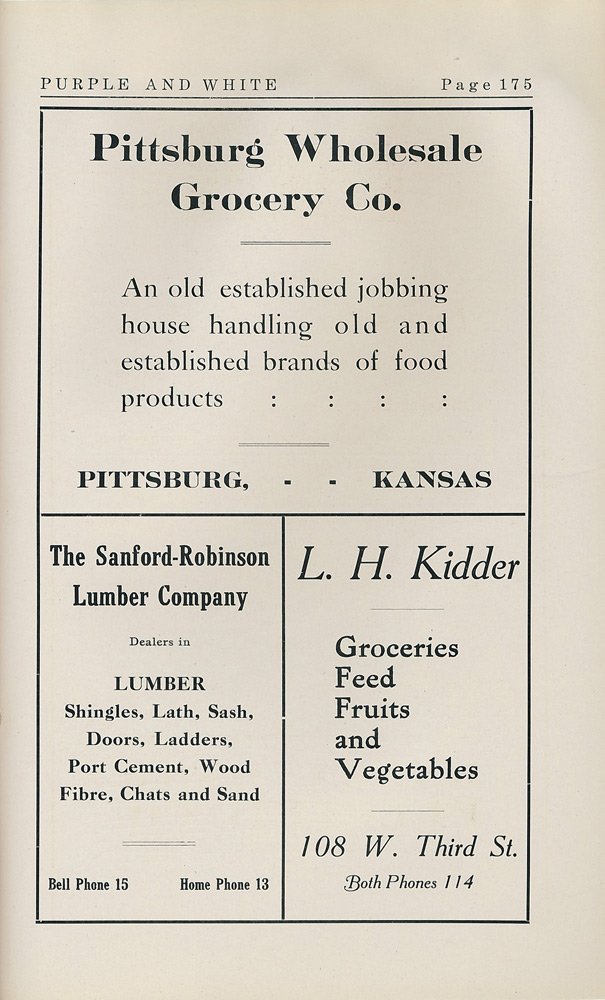 PURPLE AND WHITE Page 175
Pittsburg Wholesale
Grocery Co.
An old established jobbing
house handling old and
established brands of food
products : : : :
PITTSBURG, - - KANSAS
The Sanford-Robinson
Lumber Company
Dealers in
LUMBER
Shingles, Lath, Sash,
Doors, Ladders,
Port Cement, Wood
Fibre, Chats and Sand
Bell Phone 15 Home Phone 13
L. H. Kidder
Groceries
Feed
Fruits
and
Vegetables
108 W. Third St.
Both Phones 114